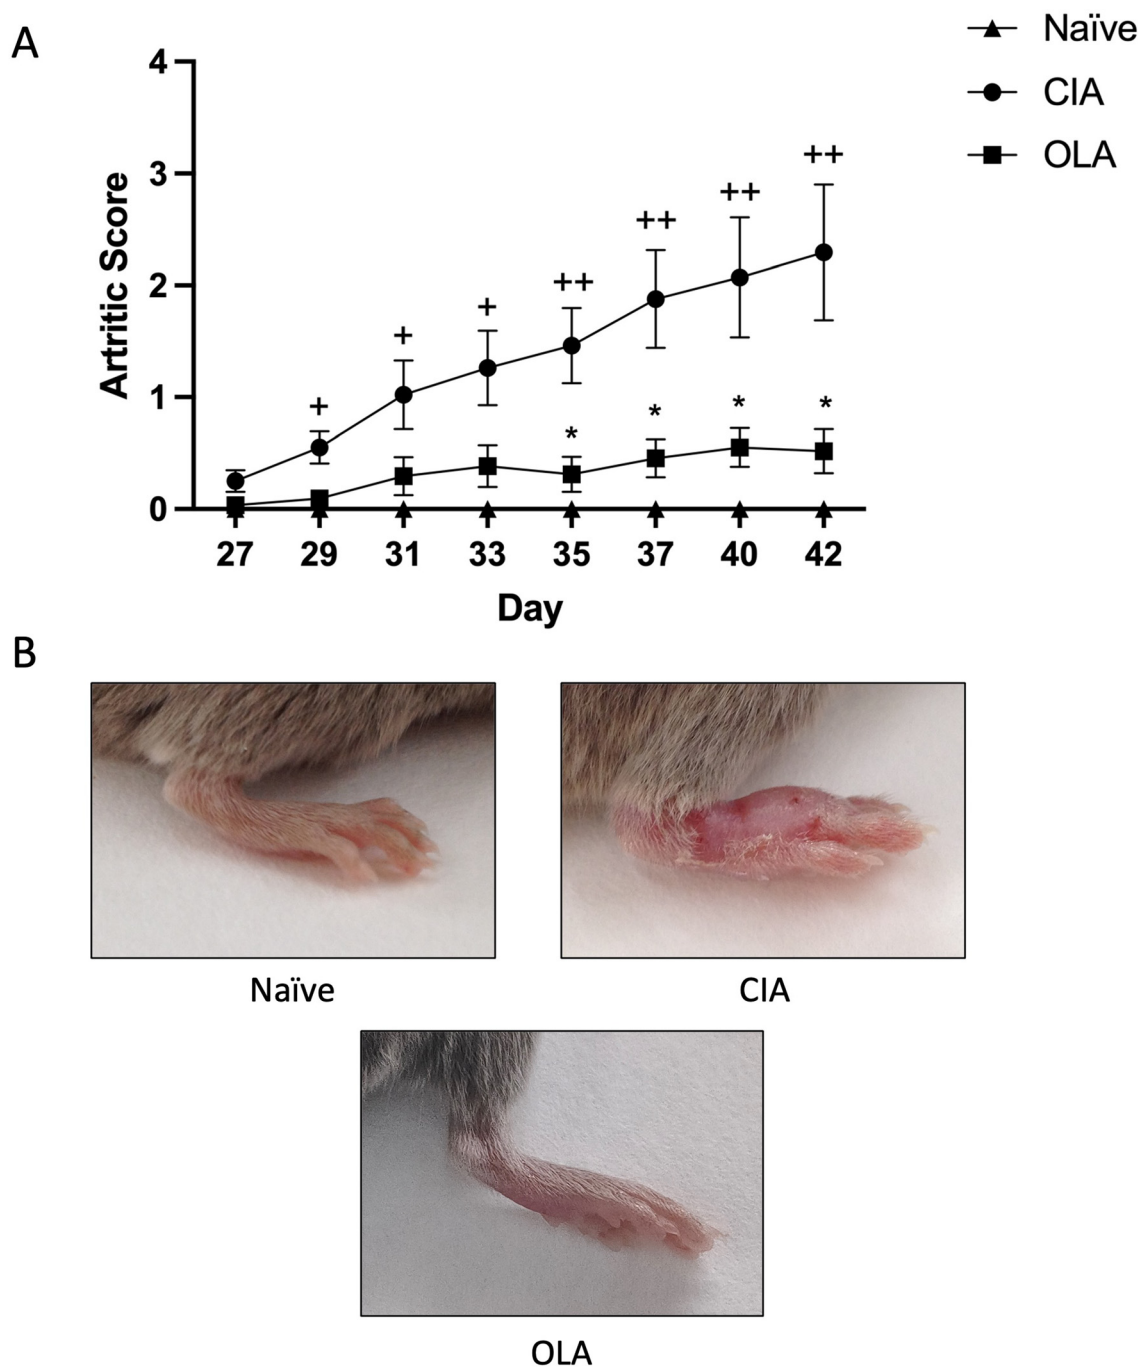 A
Naïve
CIA
OLA
4
3
2
1
0
Artritic Score
++
++
++
++
+
+
+
*
*
*
*
27 29 31 33 35 37 40 42
Day
B
Naïve
CIA
OLA